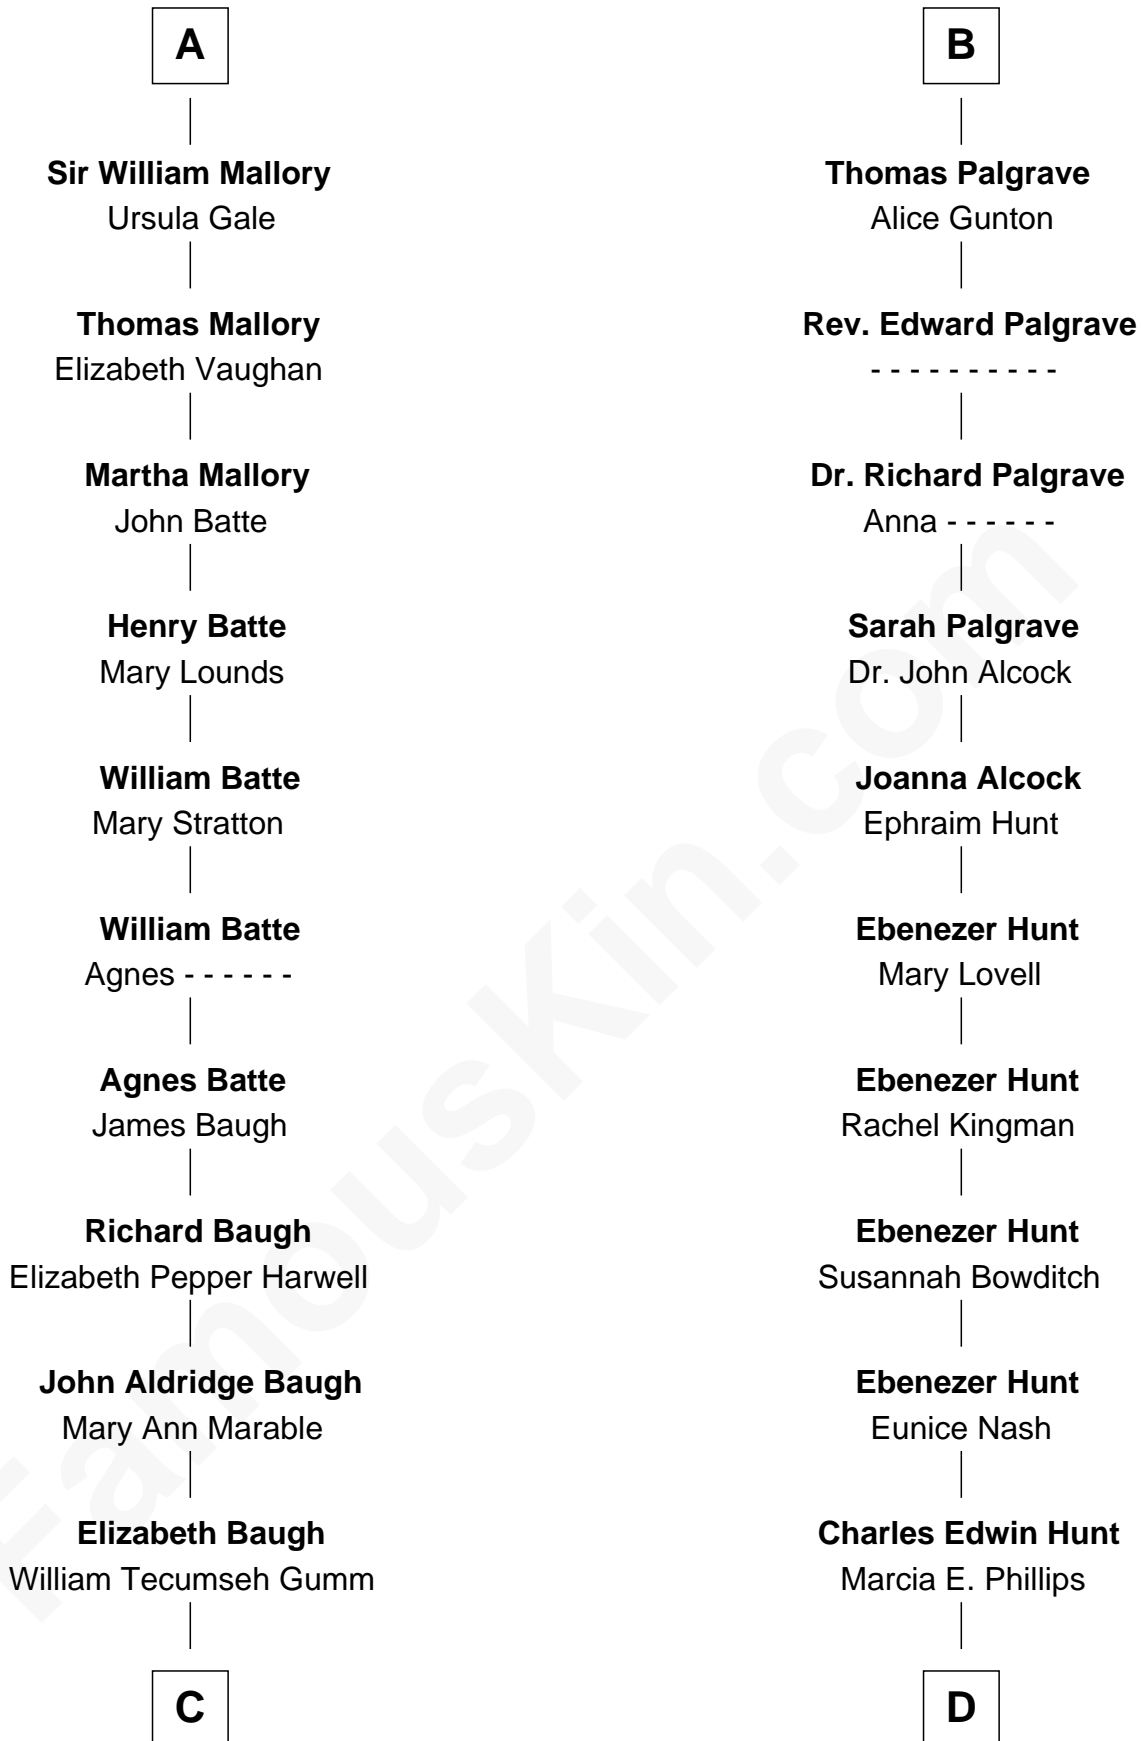 A
Sir William Mallory
Ursula Gale
Thomas Mallory
Elizabeth Vaughan
Martha Mallory
John Batte
Henry Batte
Mary Lounds
William Batte
Mary Stratton
William Batte
Agnes - - - - - -
Agnes Batte
James Baugh
Richard Baugh
Elizabeth Pepper Harwell
John Aldridge Baugh
Mary Ann Marable
Elizabeth Baugh
William Tecumseh Gumm
C
B
Thomas Palgrave
Alice Gunton
Rev. Edward Palgrave
- - - - - - - - - -
Dr. Richard Palgrave
Anna - - - - - -
Sarah Palgrave
Dr. John Alcock
Joanna Alcock
Ephraim Hunt
Ebenezer Hunt
Mary Lovell
Ebenezer Hunt
Rachel Kingman
Ebenezer Hunt
Susannah Bowditch
Ebenezer Hunt
Eunice Nash
Charles Edwin Hunt
Marcia E. Phillips
D
FamousKin.com